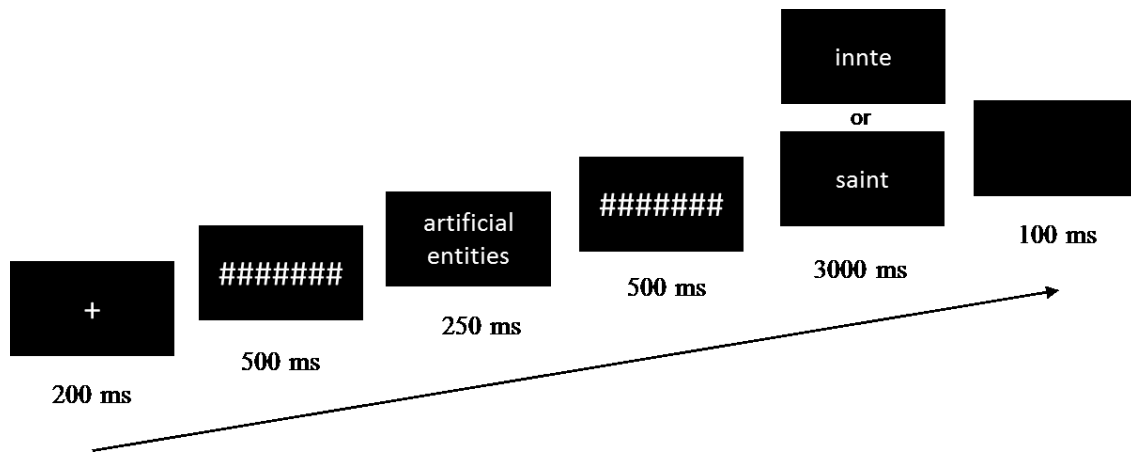 +
200 ms
#######
500 ms
artificial
entities
250 ms
#######
500 ms
innte
or
saint
3000 ms
100 ms